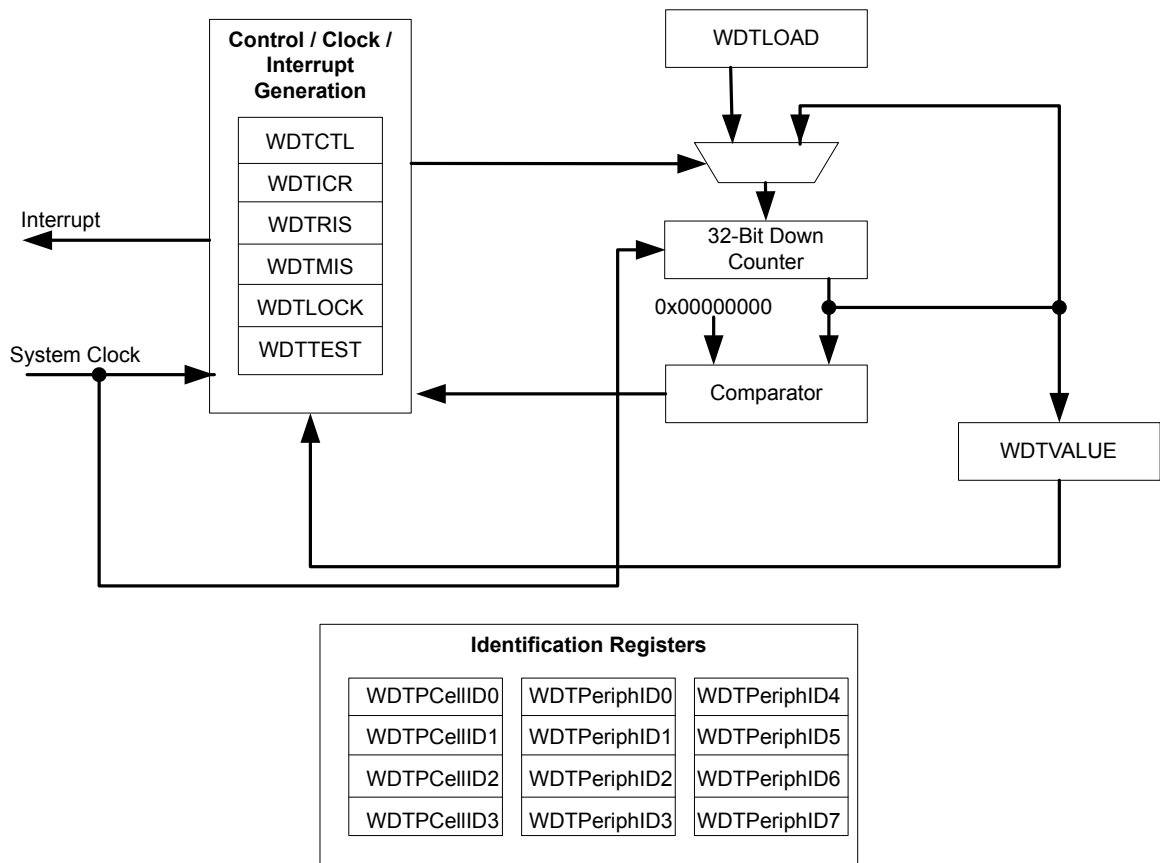 Control / Clock /
Interrupt
Generation
WDTCTL
WDTICR
WDTRIS
WDTMIS
WDTLOCK
WDTTEST
Interrupt
System Clock
WDTLOAD
32-Bit Down
Counter
0x00000000
Comparator
WDTVALUE
Identification Registers
WDTPCellID0
WDTPCellID1
WDTPCellID2
WDTPCellID3
WDTPeriphID0
WDTPeriphID1
WDTPeriphID2
WDTPeriphID3
WDTPeriphID4
WDTPeriphID5
WDTPeriphID6
WDTPeriphID7